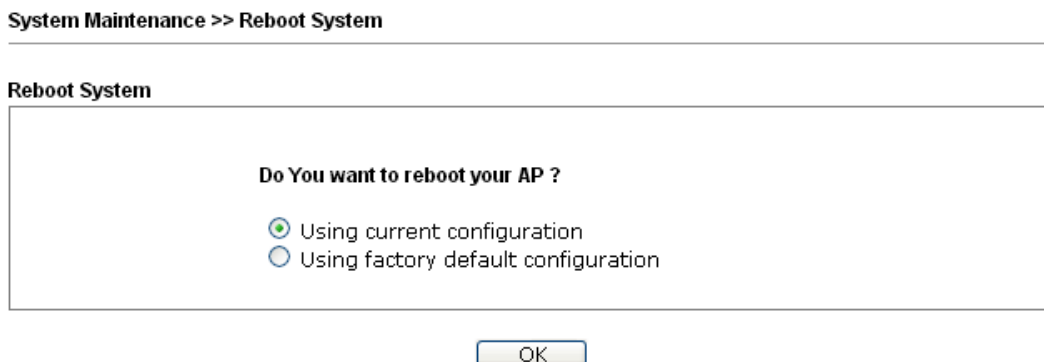 System Maintenance >> Reboot System
Reboot System
Do You want to reboot your AP ?
Using current configuration
Using factory default configuration
OK